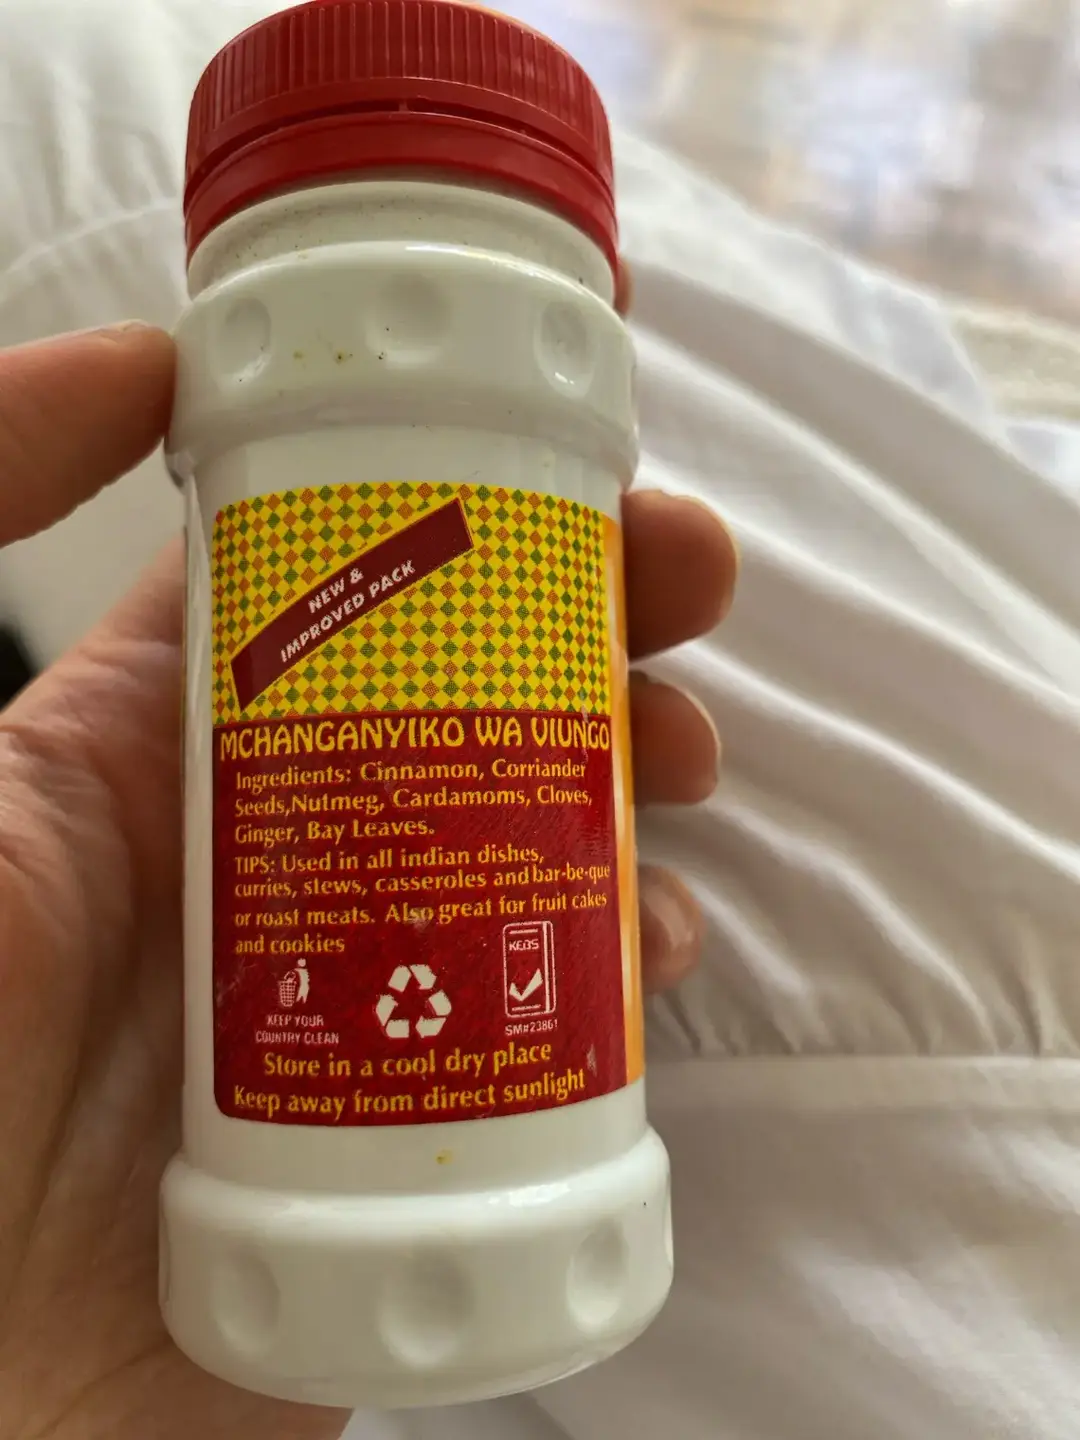 NEW &
IMPROVED PACK
MCHANGANYIKO WA VIUNGO
Ingredients: Cinnamon, Corriander
Seeds,Nutmeg, Cardamoms, Cloves,
Ginger, Bay Leaves.
TIPS: Used in all indian dishes,
curries, stews, casseroles and bar-be-que
or roast meats. Also great for fruit cakes
and cookies
KEBS
KEEP YOUR
COUNTRY CLEAN
SM#23861
Store in a cool dry place
Keep away from direct sunlight